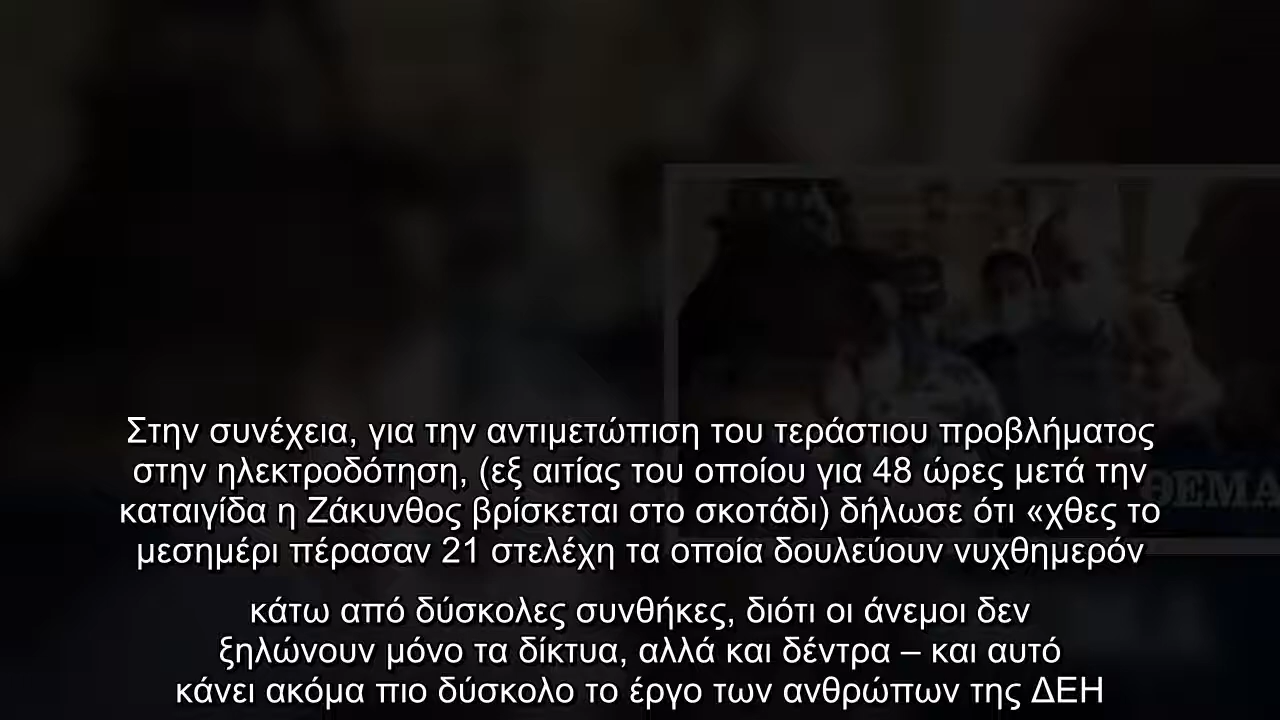 ΘΕΜΑ
Στην συνέχεια, για την αντιμετώπιση του τεράστιου προβλήματος
στην ηλεκτροδότηση, (εξ αιτίας του οποίου για 48 ώρες μετά την
καταιγίδα η Ζάκυνθος βρίσκεται στο σκοτάδι) δήλωσε ότι «χθες το
μεσημέρι πέρασαν 21 στελέχη τα οποία δουλεύουν νυχθημερόν
κάτω από δύσκολες συνθήκες, διότι οι άνεμοι δεν
ξηλώνουν μόνο τα δίκτυα, αλλά και δέντρα – και αυτό
κάνει ακόμα πιο δύσκολο το έργο των ανθρώπων της ΔΕΗ